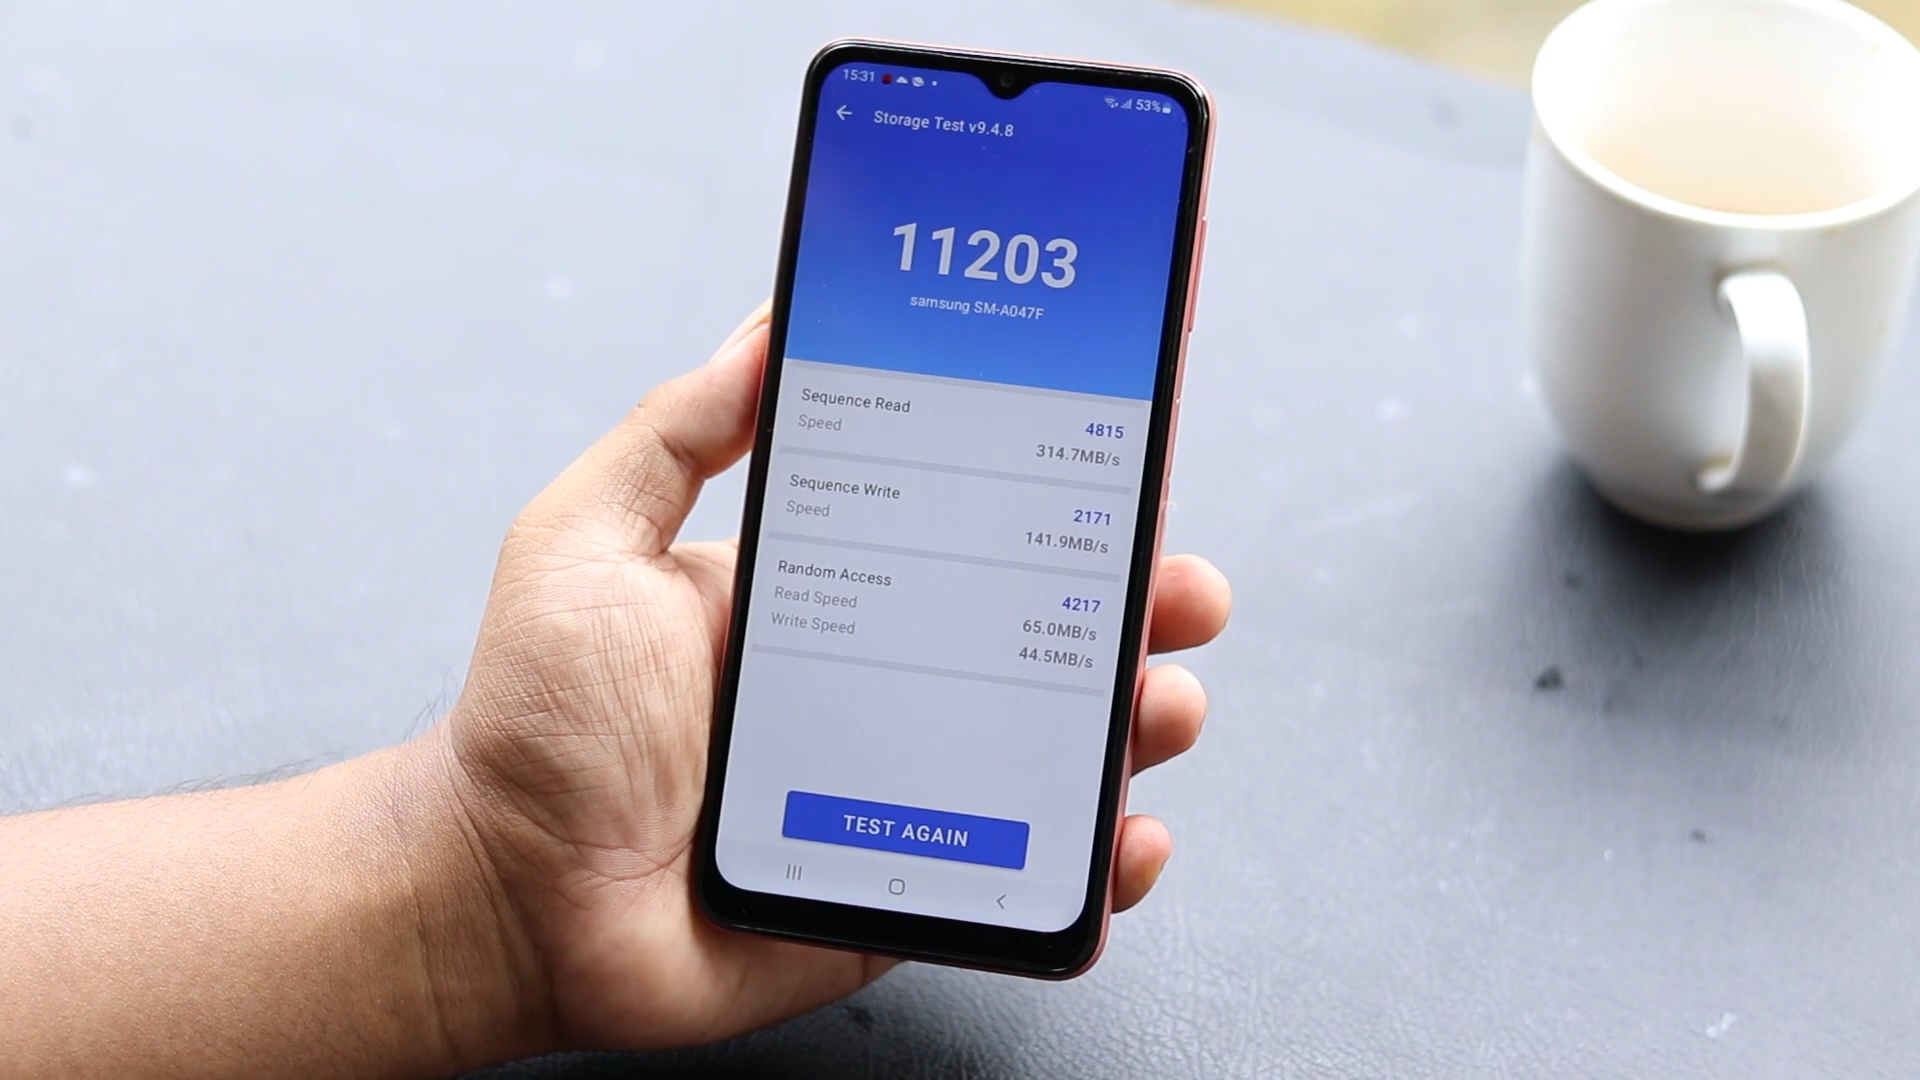 15:31
53%
Storage Test v9.4.8
11203
samsung SM-A047F
Sequence Read 4815
Speed 314.7MB/s
Sequence Write 2171
Speed 141.9MB/s
Random Access 4217
Read Speed 65.0MB/s
Write Speed 44.5MB/s
TEST AGAIN